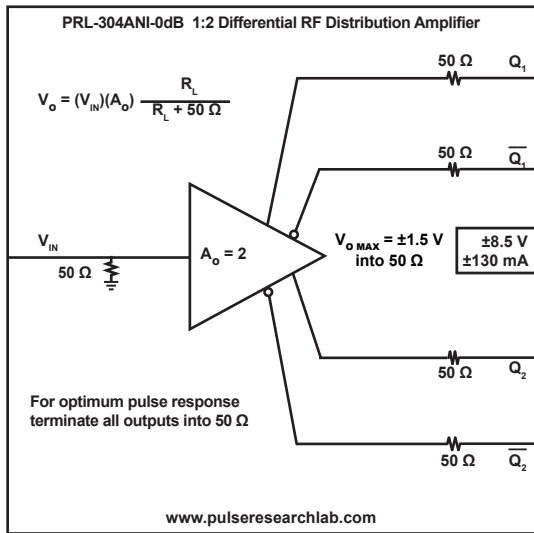 PRL-304ANI-0dB 1:2 Differential RF Distribution Amplifier
50 Ω
Q1
Vo = (VIN)(Ao) RL
RL + 50 Ω
50 Ω
Q̅1
VIN
50 Ω
Ao = 2
Vo MAX = ±1.5 V
into 50 Ω
±8.5 V
±130 mA
50 Ω
Q2
For optimum pulse response
terminate all outputs into 50 Ω
50 Ω
Q̅2
www.pulseresearchlab.com